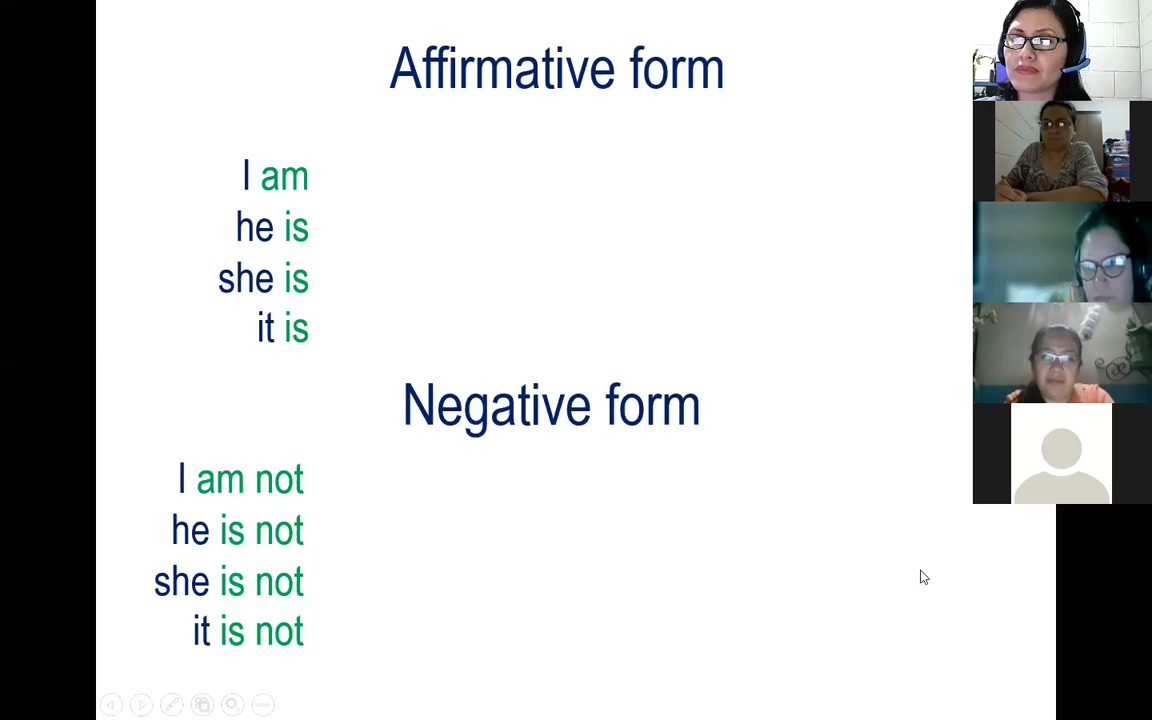 Affirmative form
I am
he is
she is
it is
Negative form
I am not
he is not
she is not
it is not